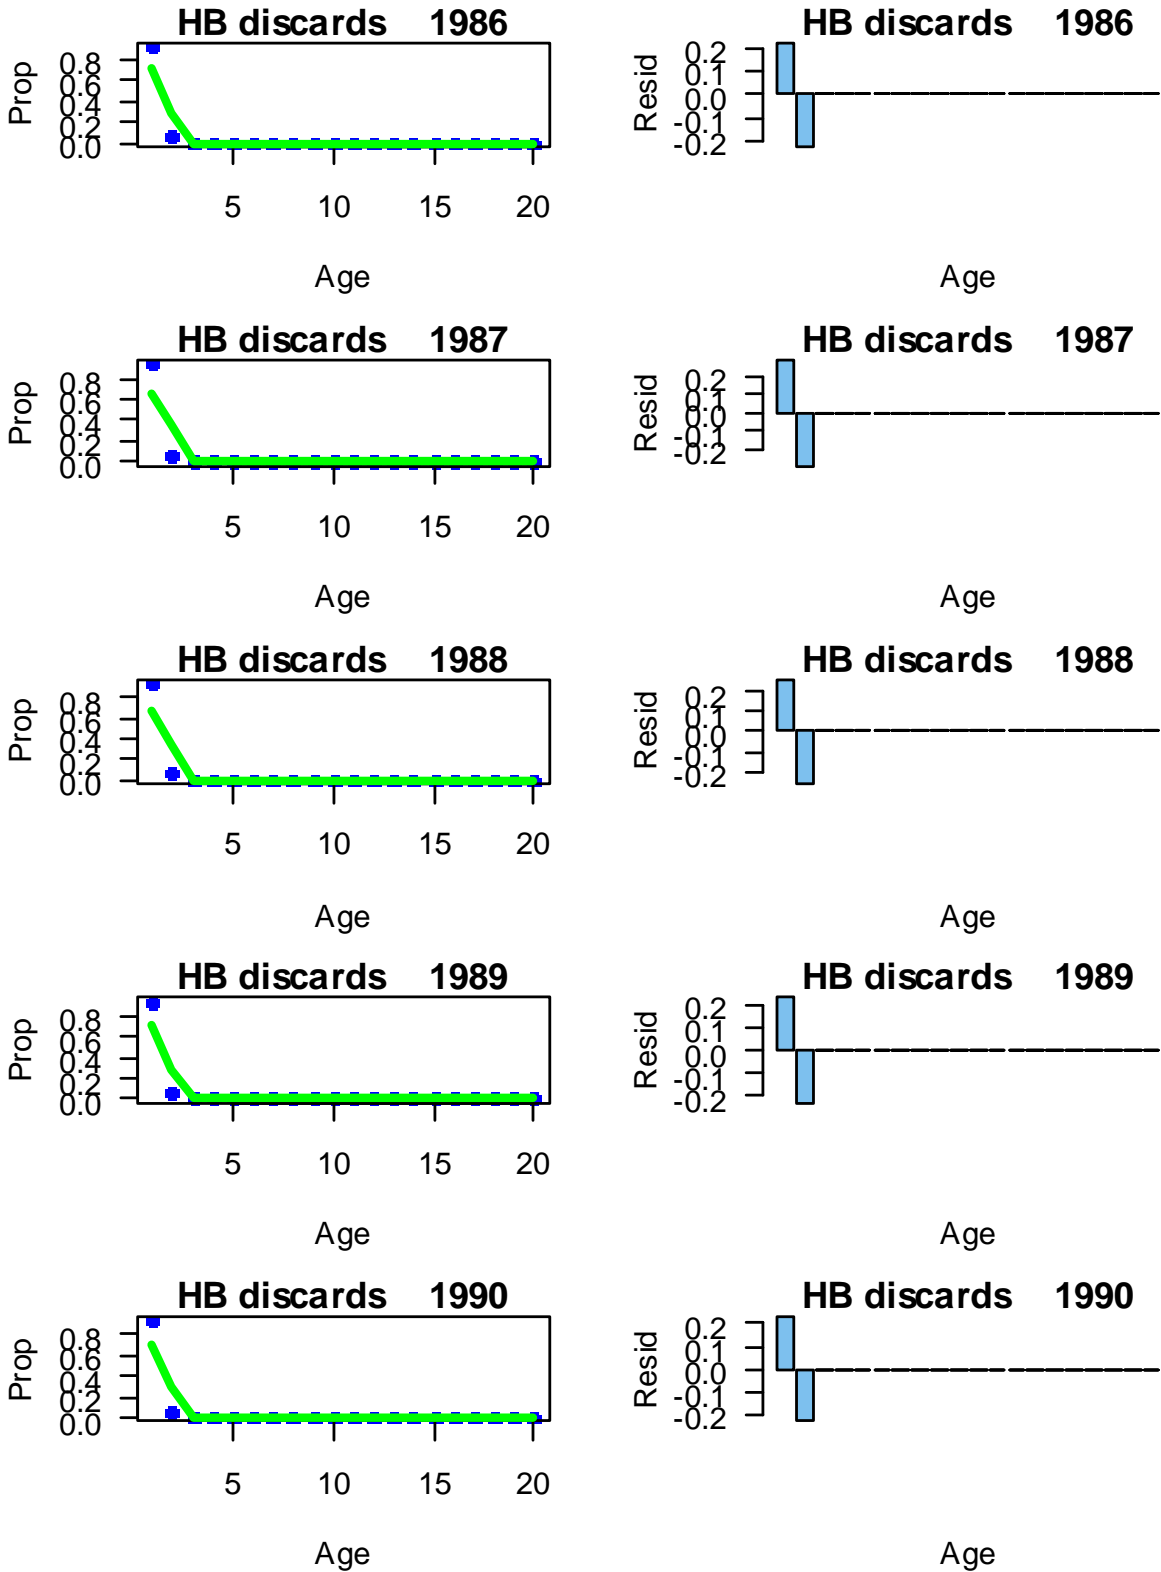 HB discards 1986 HB discards 1986
Prop 0.8 0.6 0.4 0.2 0.0 Resid 0.2 0.1 0.0 -0.1 -0.2
5 10 15 20
Age Age
HB discards 1987 HB discards 1987
Prop 0.8 0.6 0.4 0.2 0.0 Resid 0.2 0.1 0.0 -0.1 -0.2
5 10 15 20
Age Age
HB discards 1988 HB discards 1988
Prop 0.8 0.6 0.4 0.2 0.0 Resid 0.2 0.1 0.0 -0.1 -0.2
5 10 15 20
Age Age
HB discards 1989 HB discards 1989
Prop 0.8 0.6 0.4 0.2 0.0 Resid 0.2 0.1 0.0 -0.1 -0.2
5 10 15 20
Age Age
HB discards 1990 HB discards 1990
Prop 0.8 0.6 0.4 0.2 0.0 Resid 0.2 0.1 0.0 -0.1 -0.2
5 10 15 20
Age Age